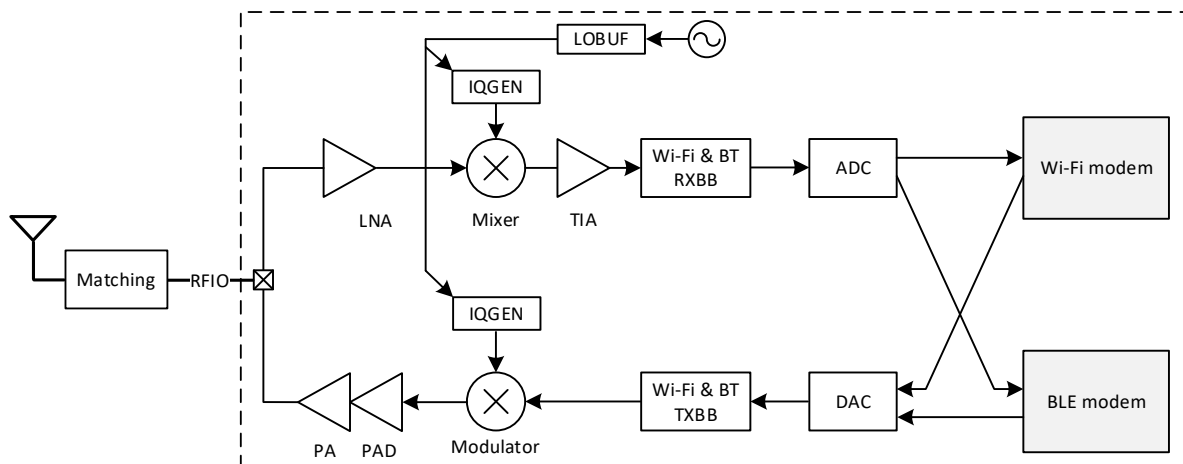 LOBUF
IQGEN
Wi-Fi & BT
RXBB
ADC
Wi-Fi modem
LNA
Mixer
TIA
Matching
RFIO
IQGEN
Wi-Fi & BT
TXBB
DAC
BLE modem
PA
PAD
Modulator